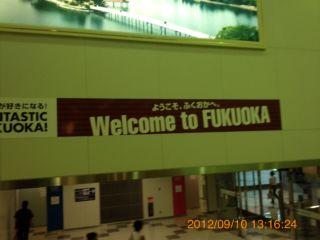 が好きになる!
ようこそ、ふくおかへ。
NTASTIC
Welcome to FUKUOKA
KUOKA!
2012/09/10 13:16:24